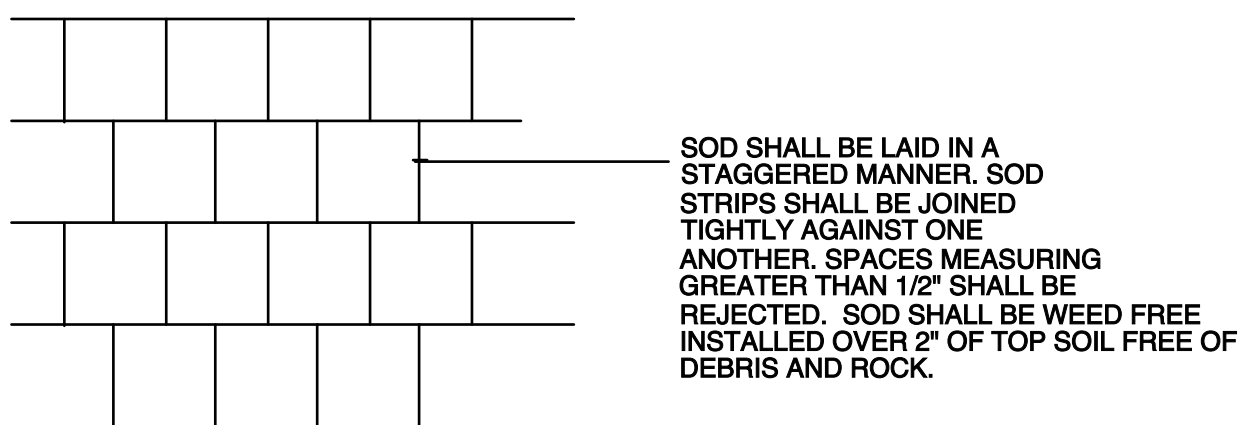 SOD SHALL BE LAID IN A
STAGGERED MANNER. SOD
STRIPS SHALL BE JOINED
TIGHTLY AGAINST ONE
ANOTHER. SPACES MEASURING
GREATER THAN 1/2" SHALL BE
REJECTED.  SOD SHALL BE WEED FREE
INSTALLED OVER 2" OF TOP SOIL FREE OF
DEBRIS AND ROCK.